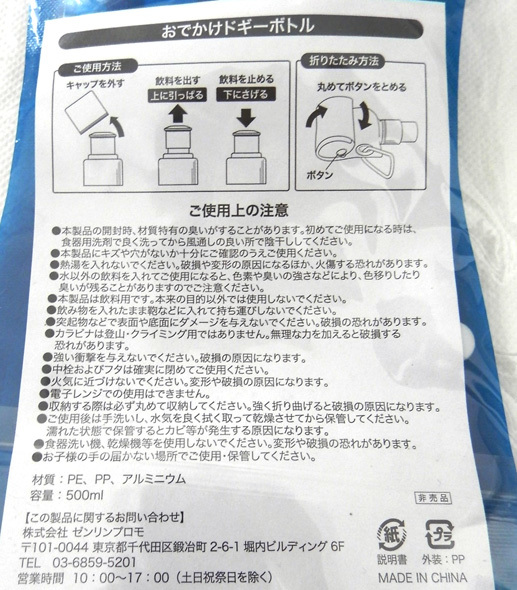 おでかけドギーボトル
ご使用方法
キャップを外す
飲料を出す
上に引っぱる
飲料を止める
下にさげる
折りたたみ方法
丸めてボタンをとめる
ボタン
ご使用上の注意
●本製品の開封時、材質特有の臭いがすることがあります。初めてご使用になる時は、
食器用洗剤で良く洗ってから風通しの良い所で陰干ししてください。
●本製品にキズや穴がないか十分にご確認のうえご使用ください。
●熱湯を入れないでください。破損や変形の原因になるほか、火傷する恐れがあります。
●水以外の飲料を入れてご使用になると、色素や臭いの強さなどにより、色移りしたり
臭いが残ることがありますのでご注意ください。
●本製品は飲料用です。本来の目的以外では使用しないでください。
●飲み物を入れたまま鞄などに入れて持ち運びしないでください。
●突起物などで表面や底面にダメージを与えないでください。破損の恐れがあります。
●カラビナは登山・クライミング用ではありません。無理な力を加えると破損する
恐れがあります。
●強い衝撃を与えないでください。破損の原因になります。
●中栓およびフタは確実に閉めてご使用ください。
●火気に近づけないでください。変形や破損の原因になります。
●電子レンジでの使用はできません。
●収納する際は必ず丸めて収納してください。強く折り曲げると破損の原因になります。
●ご使用後は手洗いし、水気を良く拭き取って乾燥させてから保管してください。
濡れた状態で保管するとカビ等が発生する原因になります。
●食器洗い機、乾燥機等を使用しないでください。変形や破損の恐れがあります。
●お子様の手の届かない場所でご使用・保管してください。
材質：PE、PP、アルミニウム
容量：500ml
非売品
【この製品に関するお問い合わせ】
株式会社 ゼンリンプロモ
〒101-0044 東京都千代田区鍛冶町 2-6-1 堀内ビルディング 6F
TEL 03-6859-5201
営業時間 10：00～17：00（土日祝祭日を除く）
紙
説明書
プラ
外装：PP
MADE IN CHINA